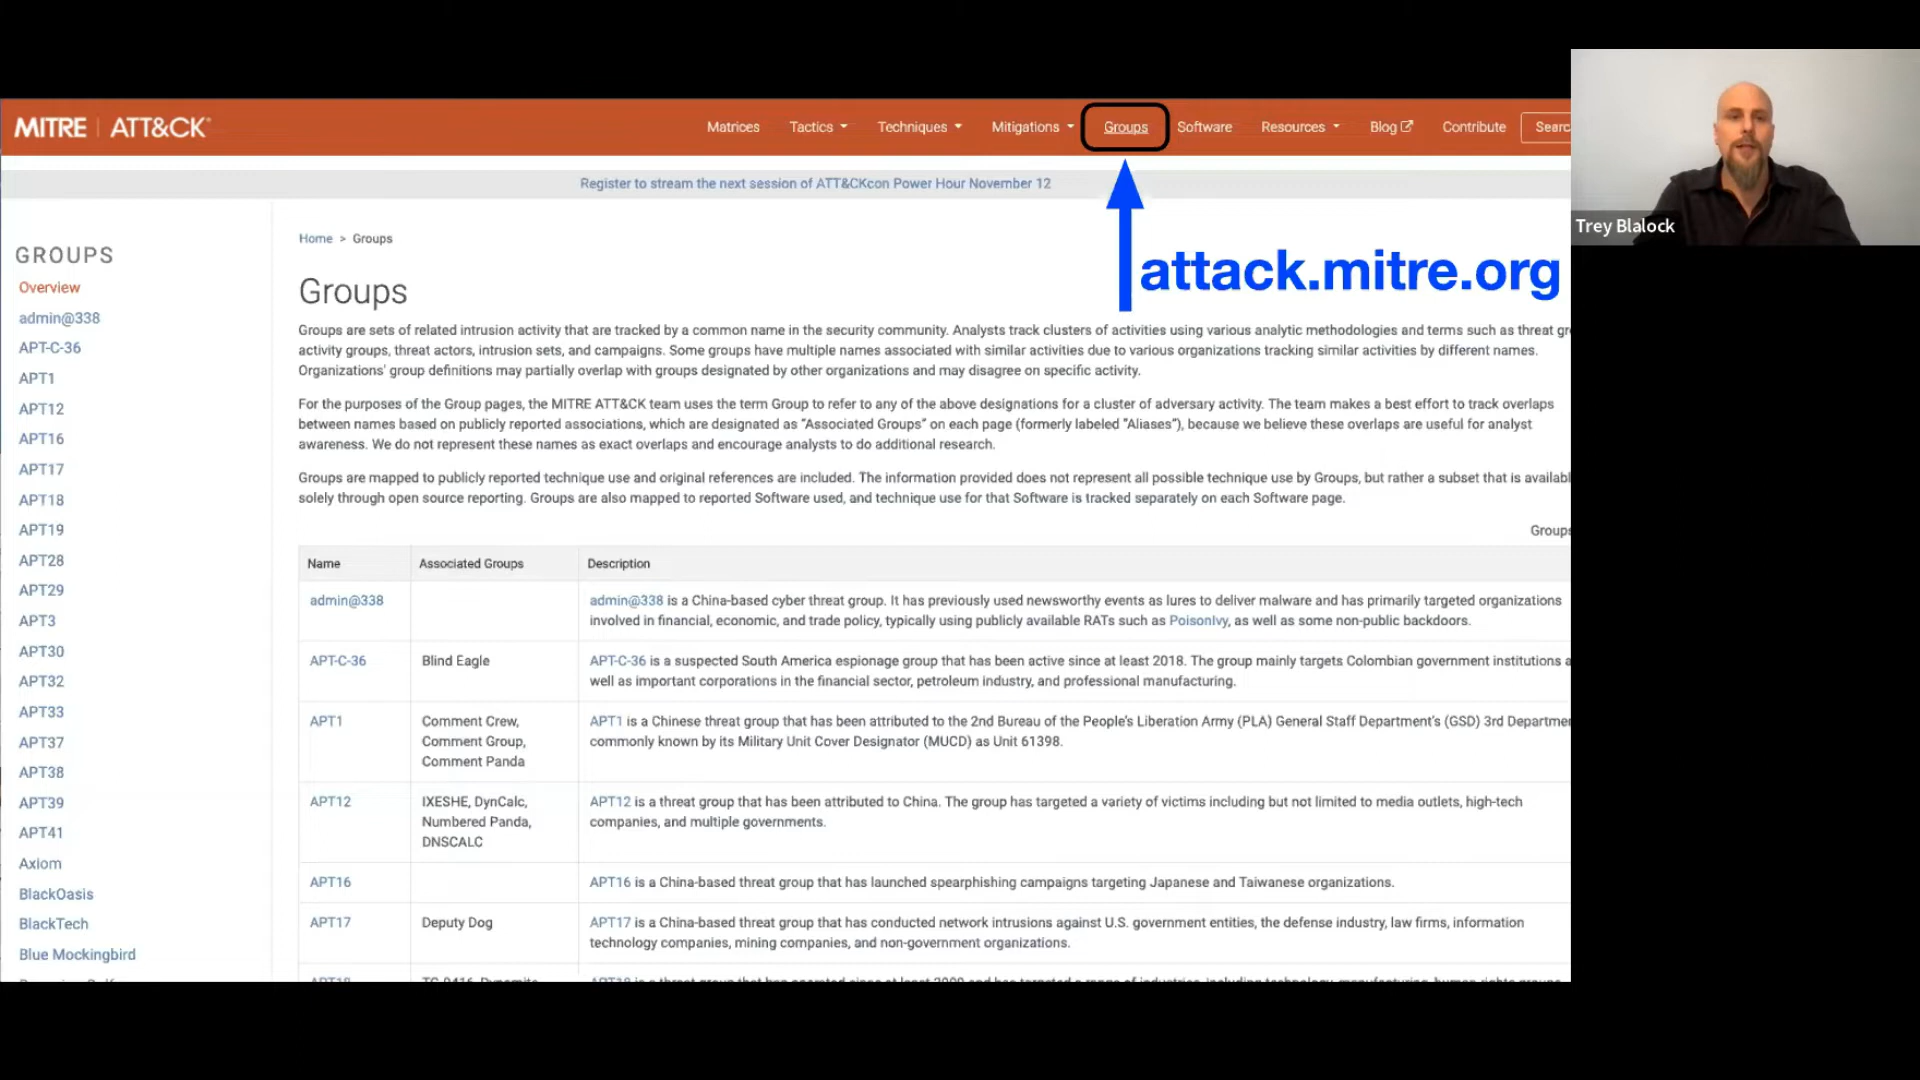 MITRE | ATT&CK®
Matrices Tactics Techniques Mitigations Groups Software Resources Blog Contribute Searc
Register to stream the next session of ATT&CKcon Power Hour November 12
attack.mitre.org
Trey Blalock
GROUPS
Overview
admin@338
APT-C-36
APT1
APT12
APT16
APT17
APT18
APT19
APT28
APT29
APT3
APT30
APT32
APT33
APT37
APT38
APT39
APT41
Axiom
BlackOasis
BlackTech
Blue Mockingbird
Home > Groups
Groups
Groups are sets of related intrusion activity that are tracked by a common name in the security community. Analysts track clusters of activities using various analytic methodologies and terms such as threat gr
activity groups, threat actors, intrusion sets, and campaigns. Some groups have multiple names associated with similar activities due to various organizations tracking similar activities by different names.
Organizations' group definitions may partially overlap with groups designated by other organizations and may disagree on specific activity.
For the purposes of the Group pages, the MITRE ATT&CK team uses the term Group to refer to any of the above designations for a cluster of adversary activity. The team makes a best effort to track overlaps
between names based on publicly reported associations, which are designated as “Associated Groups” on each page (formerly labeled “Aliases”), because we believe these overlaps are useful for analyst
awareness. We do not represent these names as exact overlaps and encourage analysts to do additional research.
Groups are mapped to publicly reported technique use and original references are included. The information provided does not represent all possible technique use by Groups, but rather a subset that is availabl
solely through open source reporting. Groups are also mapped to reported Software used, and technique use for that Software is tracked separately on each Software page.
Groups
Name Associated Groups Description
admin@338 admin@338 is a China-based cyber threat group. It has previously used newsworthy events as lures to deliver malware and has primarily targeted organizations
involved in financial, economic, and trade policy, typically using publicly available RATs such as PoisonIvy, as well as some non-public backdoors.
APT-C-36 Blind Eagle APT-C-36 is a suspected South America espionage group that has been active since at least 2018. The group mainly targets Colombian government institutions a
well as important corporations in the financial sector, petroleum industry, and professional manufacturing.
APT1 Comment Crew, APT1 is a Chinese threat group that has been attributed to the 2nd Bureau of the People’s Liberation Army (PLA) General Staff Department’s (GSD) 3rd Departmen
Comment Group, commonly known by its Military Unit Cover Designator (MUCD) as Unit 61398.
Comment Panda
APT12 IXESHE, DynCalc, APT12 is a threat group that has been attributed to China. The group has targeted a variety of victims including but not limited to media outlets, high-tech
Numbered Panda, companies, and multiple governments.
DNSCALC
APT16 APT16 is a China-based threat group that has launched spearphishing campaigns targeting Japanese and Taiwanese organizations.
APT17 Deputy Dog APT17 is a China-based threat group that has conducted network intrusions against U.S. government entities, the defense industry, law firms, information
technology companies, mining companies, and non-government organizations.